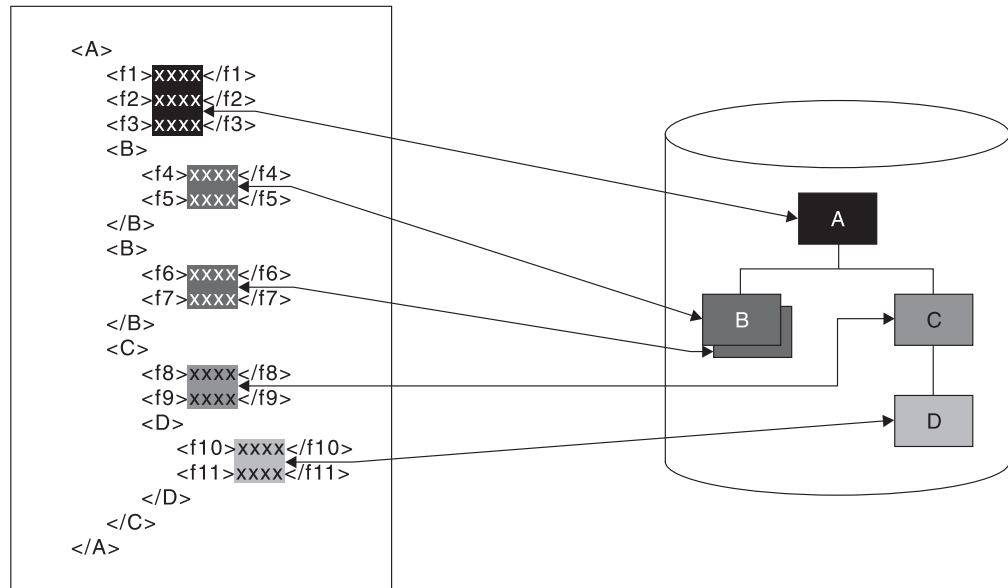 <A>
<f1>xxxx</f1>
<f2>xxxx</f2>
<f3>xxxx</f3>
<B>
<f4>xxxx</f4>
<f5>xxxx</f5>
</B>
<B>
<f6>xxxx</f6>
<f7>xxxx</f7>
</B>
<C>
<f8>xxxx</f8>
<f9>xxxx</f9>
<D>
<f10>xxxx</f10>
<f11>xxxx</f11>
</D>
</C>
</A>
A
B
C
D